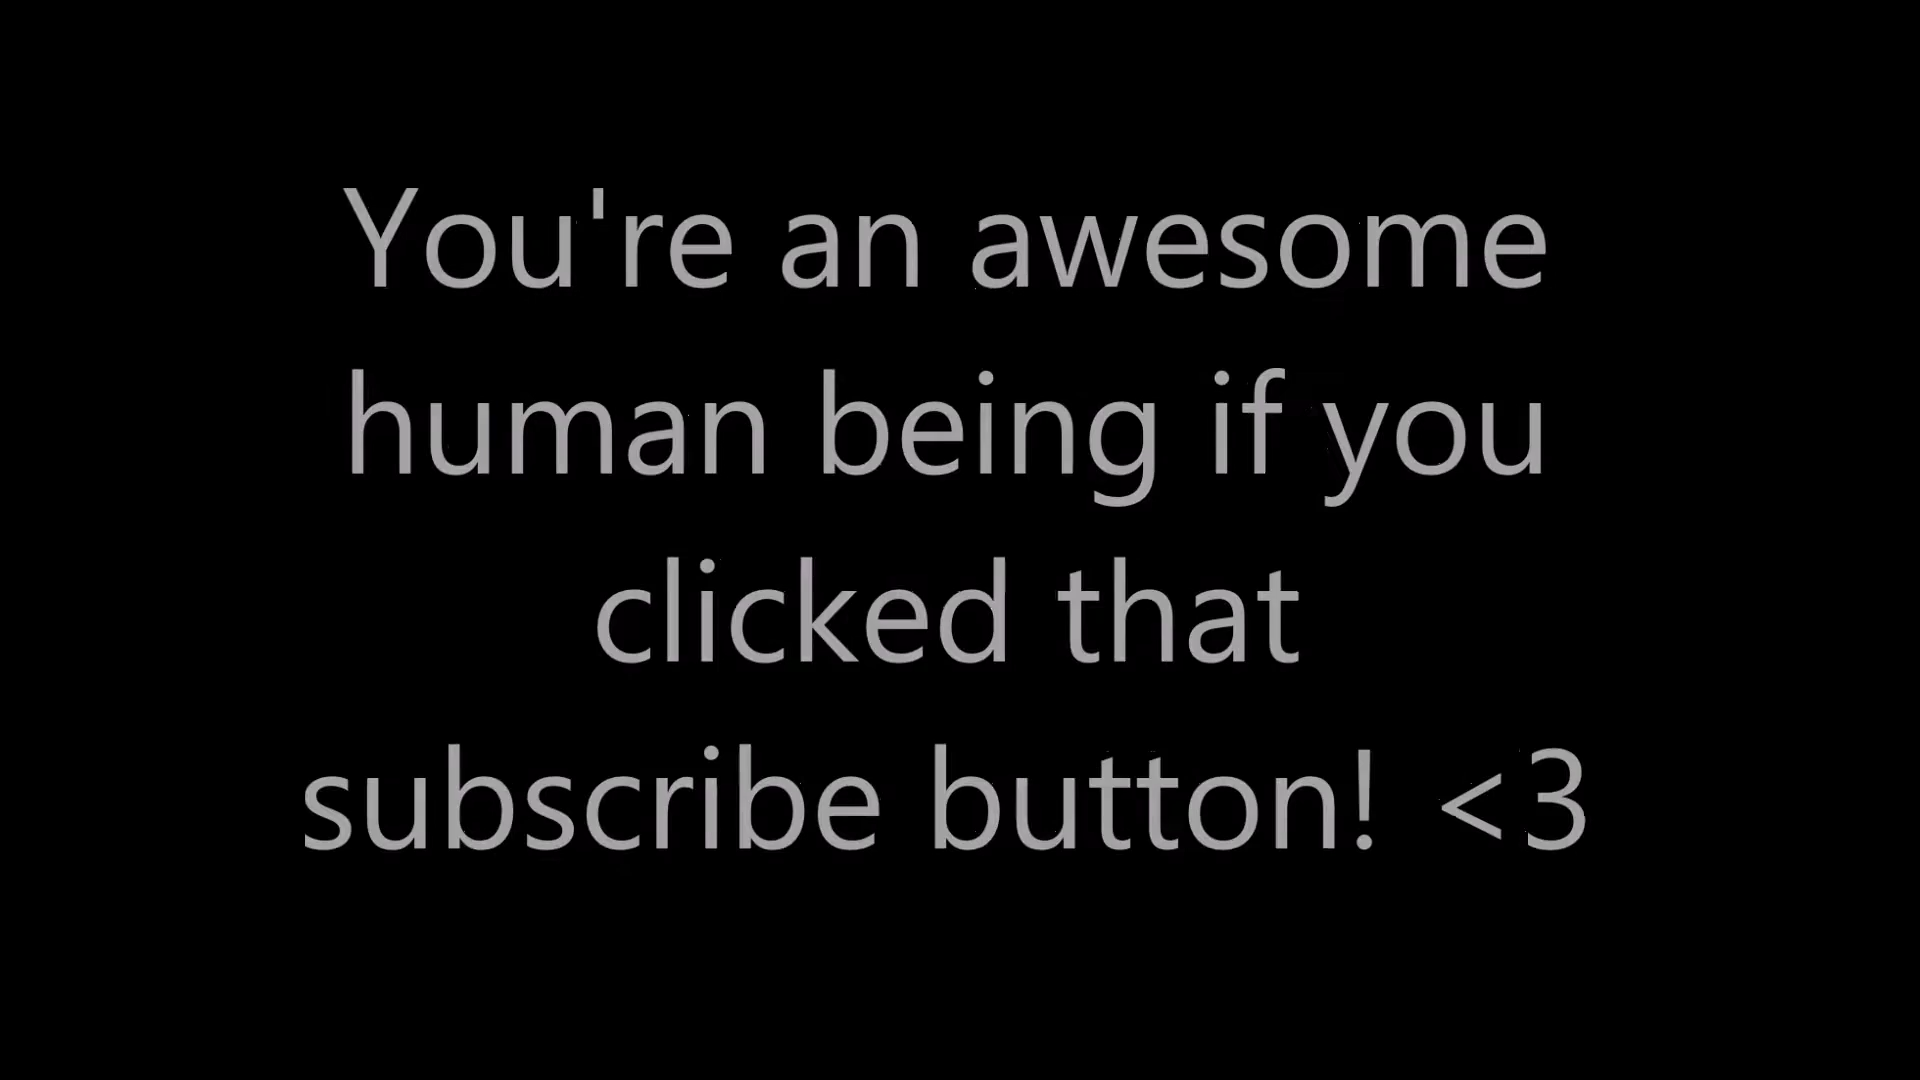 You're an awesome
human being if you
clicked that
subscribe button! <3